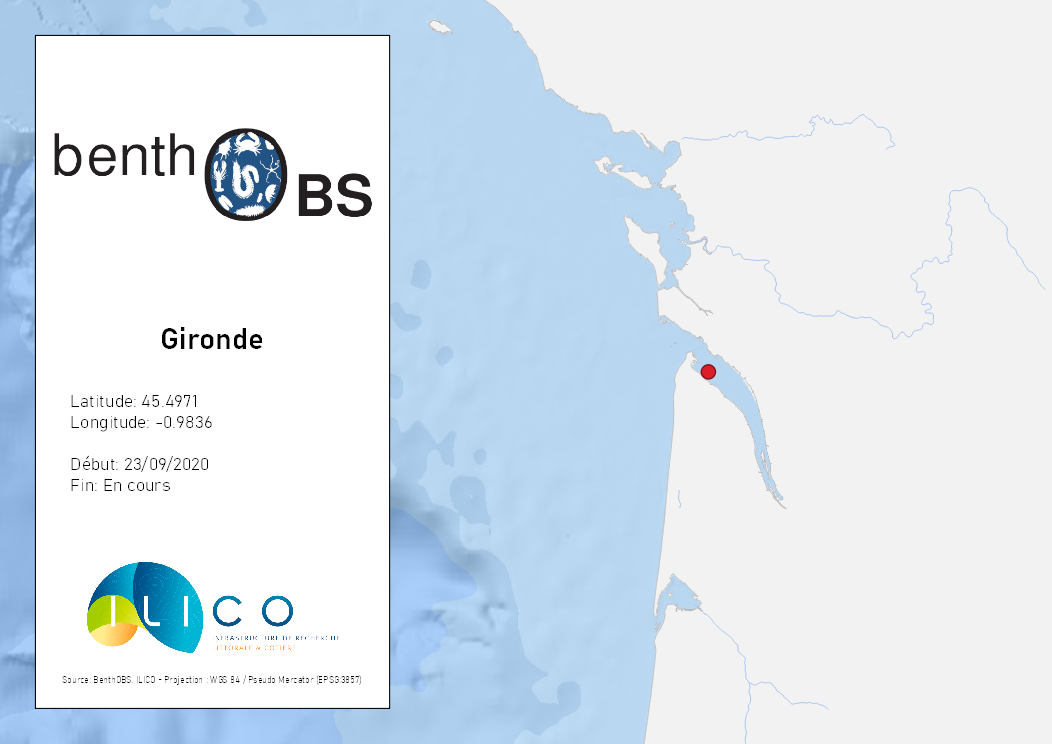 benthOBS
Gironde
Latitude: 45.4971
Longitude: -0.9836
Début: 23/09/2020
Fin: En cours
ILICO
INFRASTRUCTURE DE RECHERCHE
LITTORALE & CÔTIÈRE
Source: BenthOBS, ILICO - Projection : WGS 84 / Pseudo Mercator (EPSG:3857)